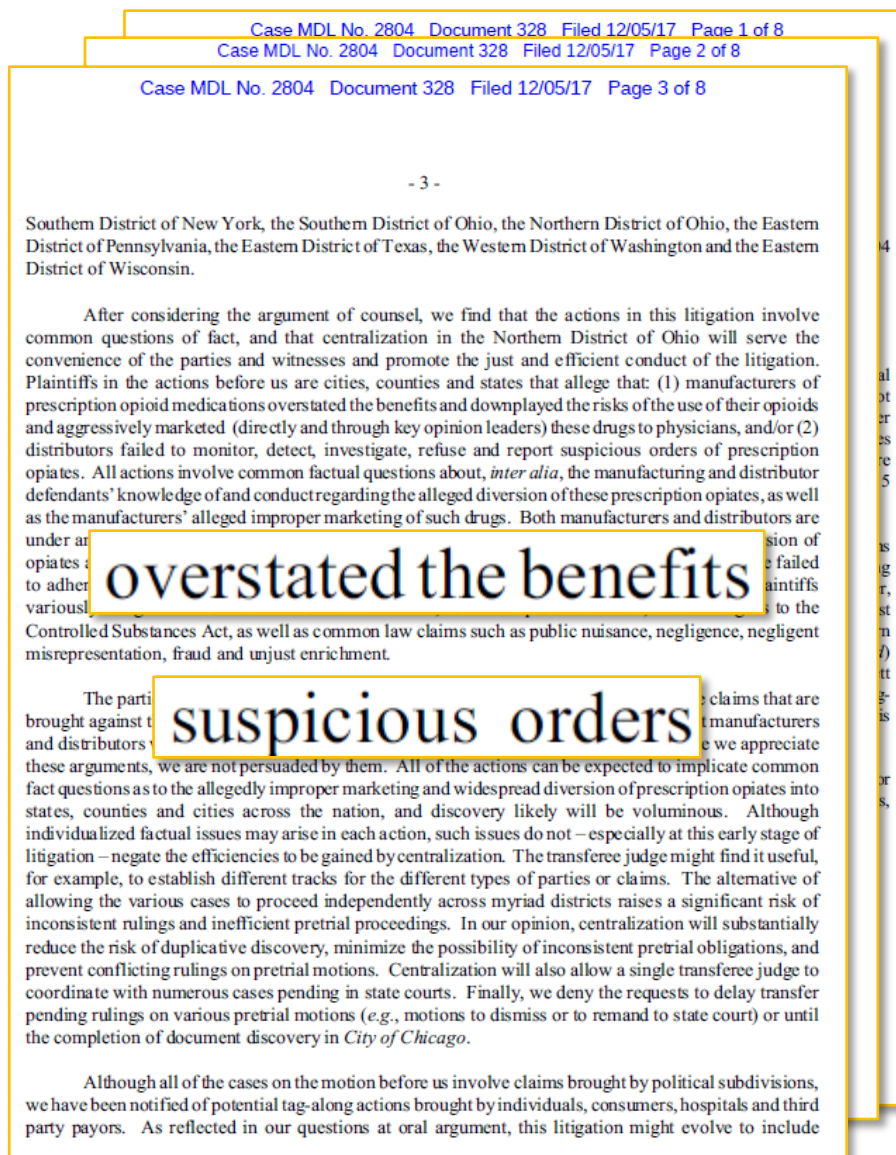 Case MDL No. 2804 Document 328 Filed 12/05/17 Page 1 of 8
Case MDL No. 2804 Document 328 Filed 12/05/17 Page 2 of 8
Case MDL No. 2804 Document 328 Filed 12/05/17 Page 3 of 8
- 3 -
Southern District of New York, the Southern District of Ohio, the Northern District of Ohio, the Eastern
District of Pennsylvania, the Eastern District of Texas, the Western District of Washington and the Eastern
District of Wisconsin.
After considering the argument of counsel, we find that the actions in this litigation involve
common questions of fact, and that centralization in the Northern District of Ohio will serve the
convenience of the parties and witnesses and promote the just and efficient conduct of the litigation.
Plaintiffs in the actions before us are cities, counties and states that allege that: (1) manufacturers of
prescription opioid medications overstated the benefits and downplayed the risks of the use of their opioids
and aggressively marketed (directly and through key opinion leaders) these drugs to physicians, and/or (2)
distributors failed to monitor, detect, investigate, refuse and report suspicious orders of prescription
opiates. All actions involve common factual questions about, inter alia, the manufacturing and distributor
defendants' knowledge of and conduct regarding the alleged diversion of these prescription opiates, as well
as the manufacturers' alleged improper marketing of such drugs. Both manufacturers and distributors are
under
opiates
failed
to
variously
to the
overstated the benefits
Controlled Substances Act, as well as common law claims such as public nuisance, negligence, negligent
misrepresentation, fraud and unjust enrichment.
The
claims that are
brought against
manufacturers
and distributors
we appreciate
suspicious orders
these arguments, we are not persuaded by them. All of the actions can be expected to implicate common
fact questions as to the allegedly improper marketing and widespread diversion of prescription opiates into
states, counties and cities across the nation, and discovery likely will be voluminous. Although
individualized factual issues may arise in each action, such issues do not – especially at this early stage of
litigation – negate the efficiencies to be gained by centralization. The transferee judge might find it useful,
for example, to establish different tracks for the different types of parties or claims. The alternative of
allowing the various cases to proceed independently across myriad districts raises a significant risk of
inconsistent rulings and inefficient pretrial proceedings. In our opinion, centralization will substantially
reduce the risk of duplicative discovery, minimize the possibility of inconsistent pretrial obligations, and
prevent conflicting rulings on pretrial motions. Centralization will also allow a single transferee judge to
coordinate with numerous cases pending in state courts. Finally, we deny the requests to delay transfer
pending rulings on various pretrial motions (e.g., motions to dismiss or to remand to state court) or until
the completion of document discovery in City of Chicago.
Although all of the cases on the motion before us involve claims brought by political subdivisions,
we have been notified of potential tag-along actions brought by individuals, consumers, hospitals and third
party payors. As reflected in our questions at oral argument, this litigation might evolve to include